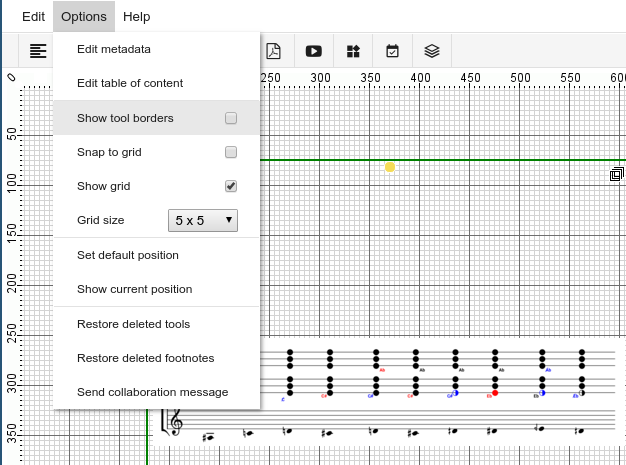 Edit Options Help
Edit metadata
Edit table of content
0 250 300 350 400 450 500 550 600
Show tool borders
50
Snap to grid
Show grid
100
Grid size 5 x 5
150
Set default position
Show current position
200
Restore deleted tools
250
Restore deleted footnotes
300
Send collaboration message
350